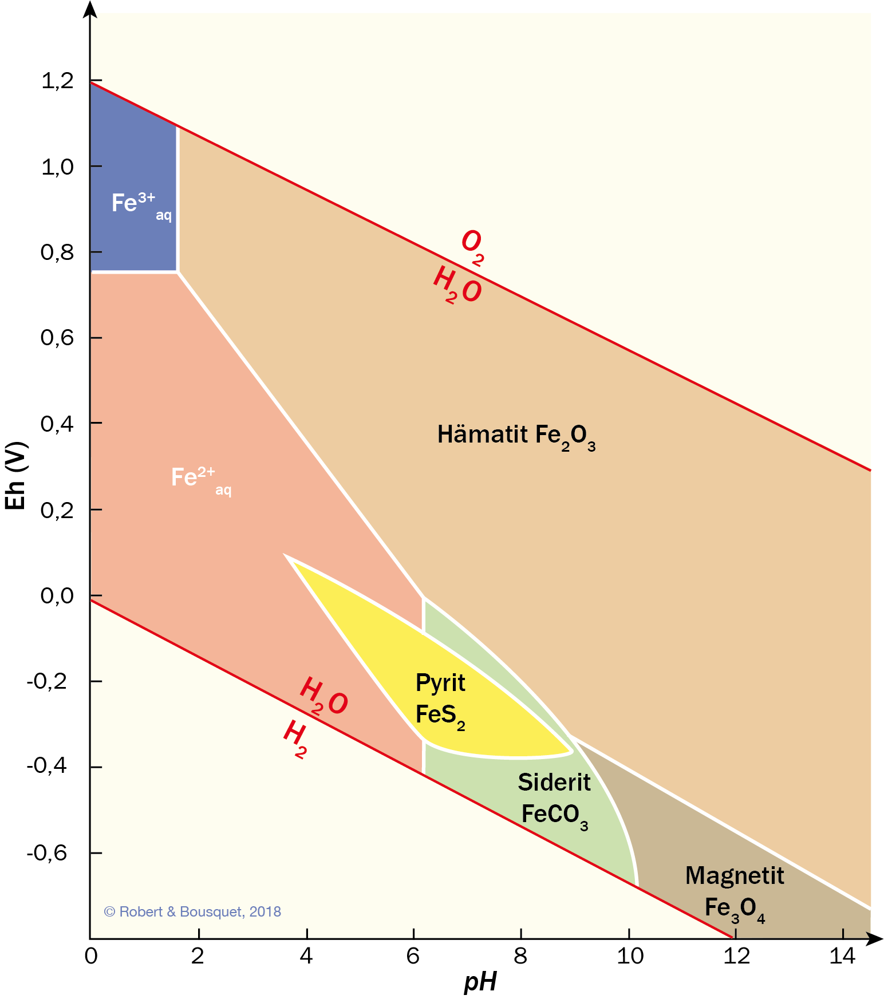 1,2
1,0
Fe³⁺aq
O₂
0,8
H₂O
0,6
0,4
Hämatit Fe₂O₃
Eh (V)
Fe²⁺aq
0,2
0,0
-0,2
Pyrit
FeS₂
H₂O
H₂
-0,4
Siderit
FeCO₃
-0,6
Magnetit
Fe₃O₄
© Robert & Bousquet, 2018
0 2 4 6 8 10 12 14
pH